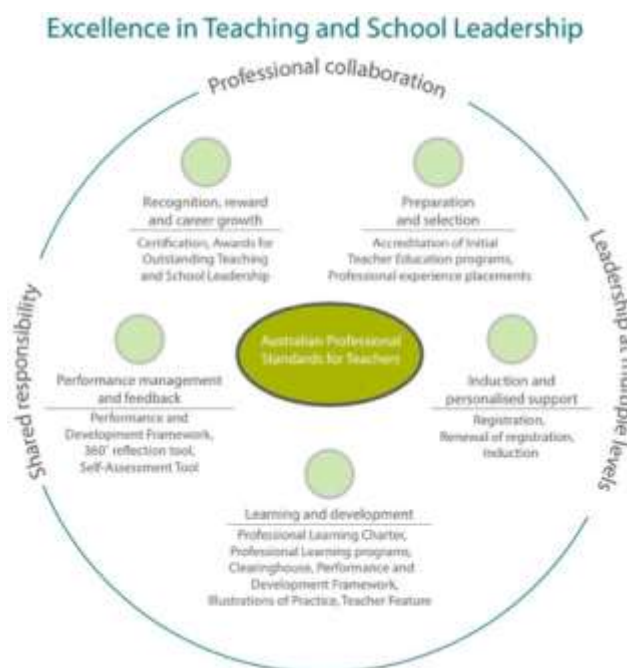 Excellence in Teaching and School Leadership
Professional collaboration
Recognition, reward
and career growth
Certification, Awards for
Outstanding Teaching
and School Leadership
Preparation
and selection
Accreditation of Initial
Teacher Education programs,
Professional experience placements
Shared responsibility
Leadership at multiple levels
Australian Professional
Standards for Teachers
Performance management
and feedback
Performance and
Development Framework,
360° reflection tool,
Self-Assessment Tool
Induction and
personalised support
Registration,
Renewal of registration,
Induction
Learning and development
Professional Learning Charter,
Professional Learning programs,
Clearinghouse, Performance and
Development Framework,
Illustrations of Practice, Teacher Feature